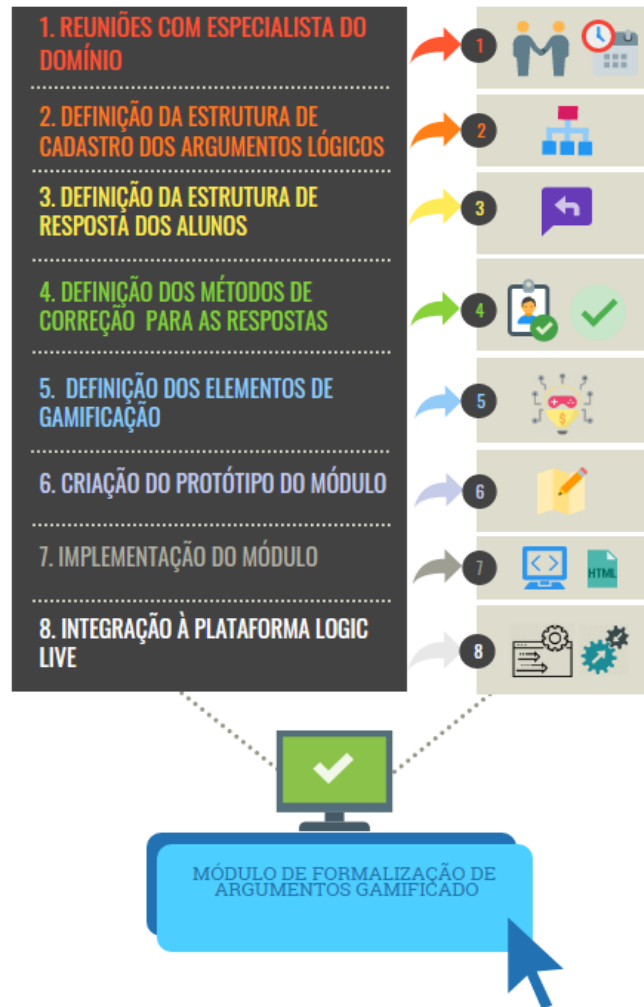 1. REUNIÕES COM ESPECIALISTA DO
DOMÍNIO
1
2. DEFINIÇÃO DA ESTRUTURA DE
CADASTRO DOS ARGUMENTOS LÓGICOS
2
3. DEFINIÇÃO DA ESTRUTURA DE
RESPOSTA DOS ALUNOS
3
4. DEFINIÇÃO DOS MÉTODOS DE
CORREÇÃO PARA AS RESPOSTAS
4
5. DEFINIÇÃO DOS ELEMENTOS DE
GAMIFICAÇÃO
5
$
6. CRIAÇÃO DO PROTÓTIPO DO MÓDULO
6
7. IMPLEMENTAÇÃO DO MÓDULO
7
HTML
8. INTEGRAÇÃO À PLATAFORMA LOGIC
LIVE
8
MÓDULO DE FORMALIZAÇÃO DE
ARGUMENTOS GAMIFICADO